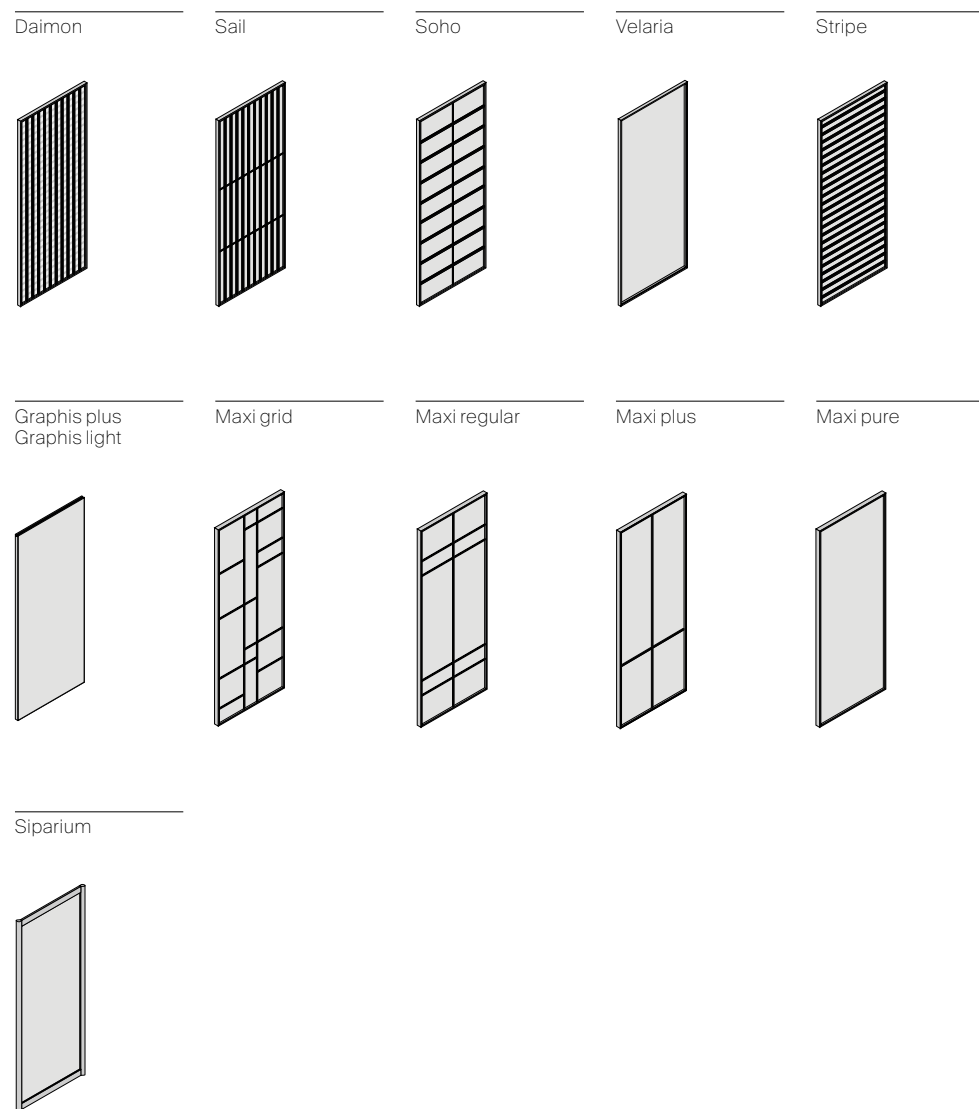 Daimon
Sail
Soho
Velaria
Stripe
Graphis plus
Graphis light
Maxi grid
Maxi regular
Maxi plus
Maxi pure
Siparium